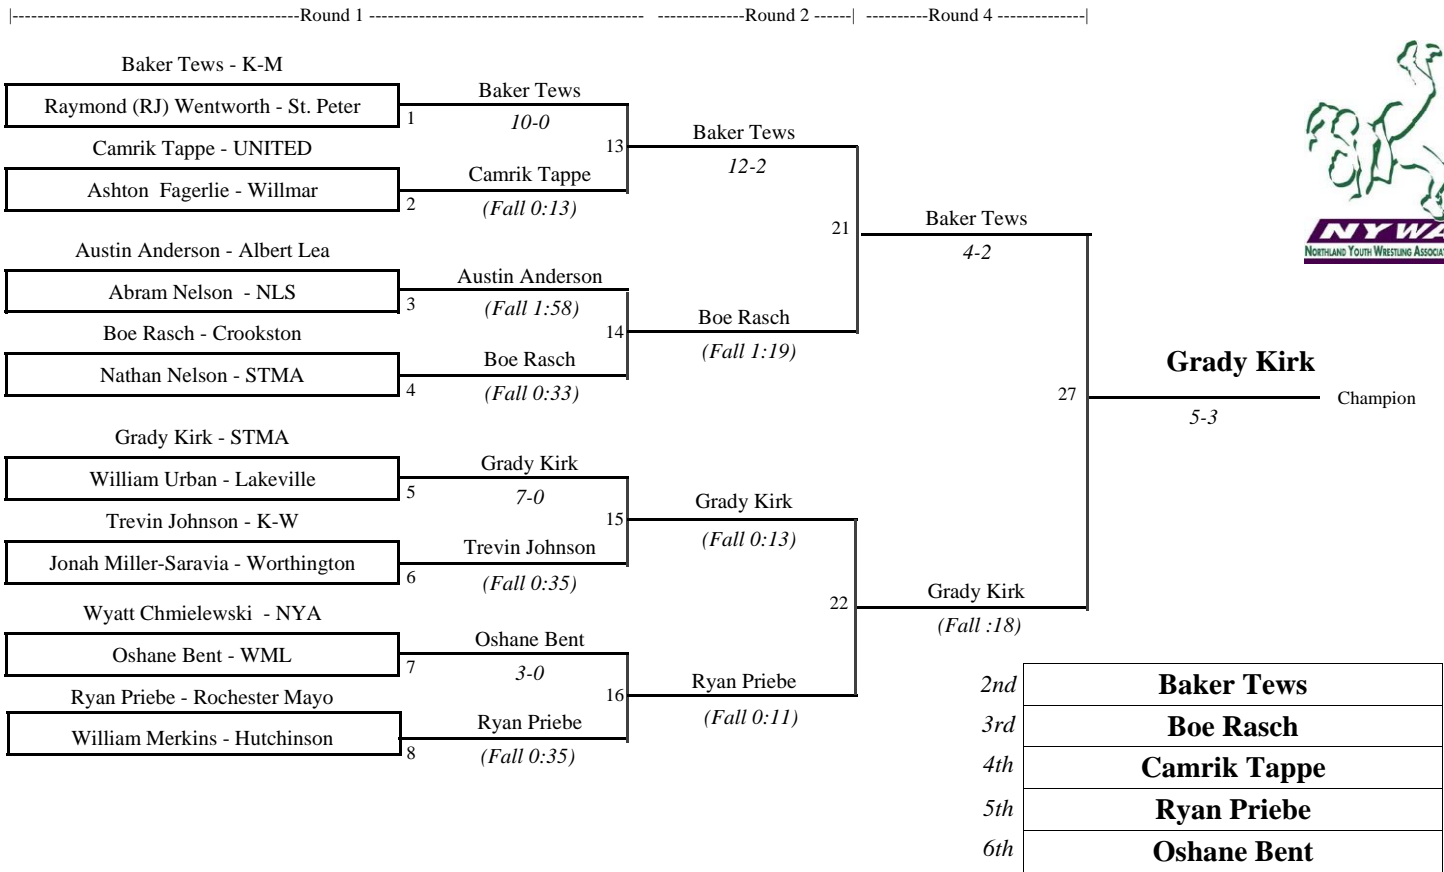 |------------------------------------------Round 1 ---------------------------------------- --------------Round 2 ------| ----------Round 4 --------------|
Baker Tews - K-M
Raymond (RJ) Wentworth - St. Peter
1
Baker Tews
10-0
Camrik Tappe - UNITED
Ashton  Fagerlie - Willmar
2
Camrik Tappe
(Fall 0:13)
13
Baker Tews
12-2
Austin Anderson - Albert Lea
Abram Nelson  - NLS
3
Austin Anderson
(Fall 1:58)
Boe Rasch - Crookston
Nathan Nelson - STMA
4
Boe Rasch
(Fall 0:33)
14
Boe Rasch
(Fall 1:19)
21
Baker Tews
4-2
Grady Kirk - STMA
William Urban - Lakeville
5
Grady Kirk
7-0
Trevin Johnson - K-W
Jonah Miller-Saravia - Worthington
6
Trevin Johnson
(Fall 0:35)
15
Grady Kirk
(Fall 0:13)
Wyatt Chmielewski  - NYA
Oshane Bent - WML
7
Oshane Bent
3-0
Ryan Priebe - Rochester Mayo
William Merkins - Hutchinson
8
Ryan Priebe
(Fall 0:35)
16
Ryan Priebe
(Fall 0:11)
22
Grady Kirk
(Fall :18)
27
Grady Kirk
5-3
Champion
NYWA
NORTHLAND YOUTH WRESTLING ASSOCIAT
2nd Baker Tews
3rd Boe Rasch
4th Camrik Tappe
5th Ryan Priebe
6th Oshane Bent